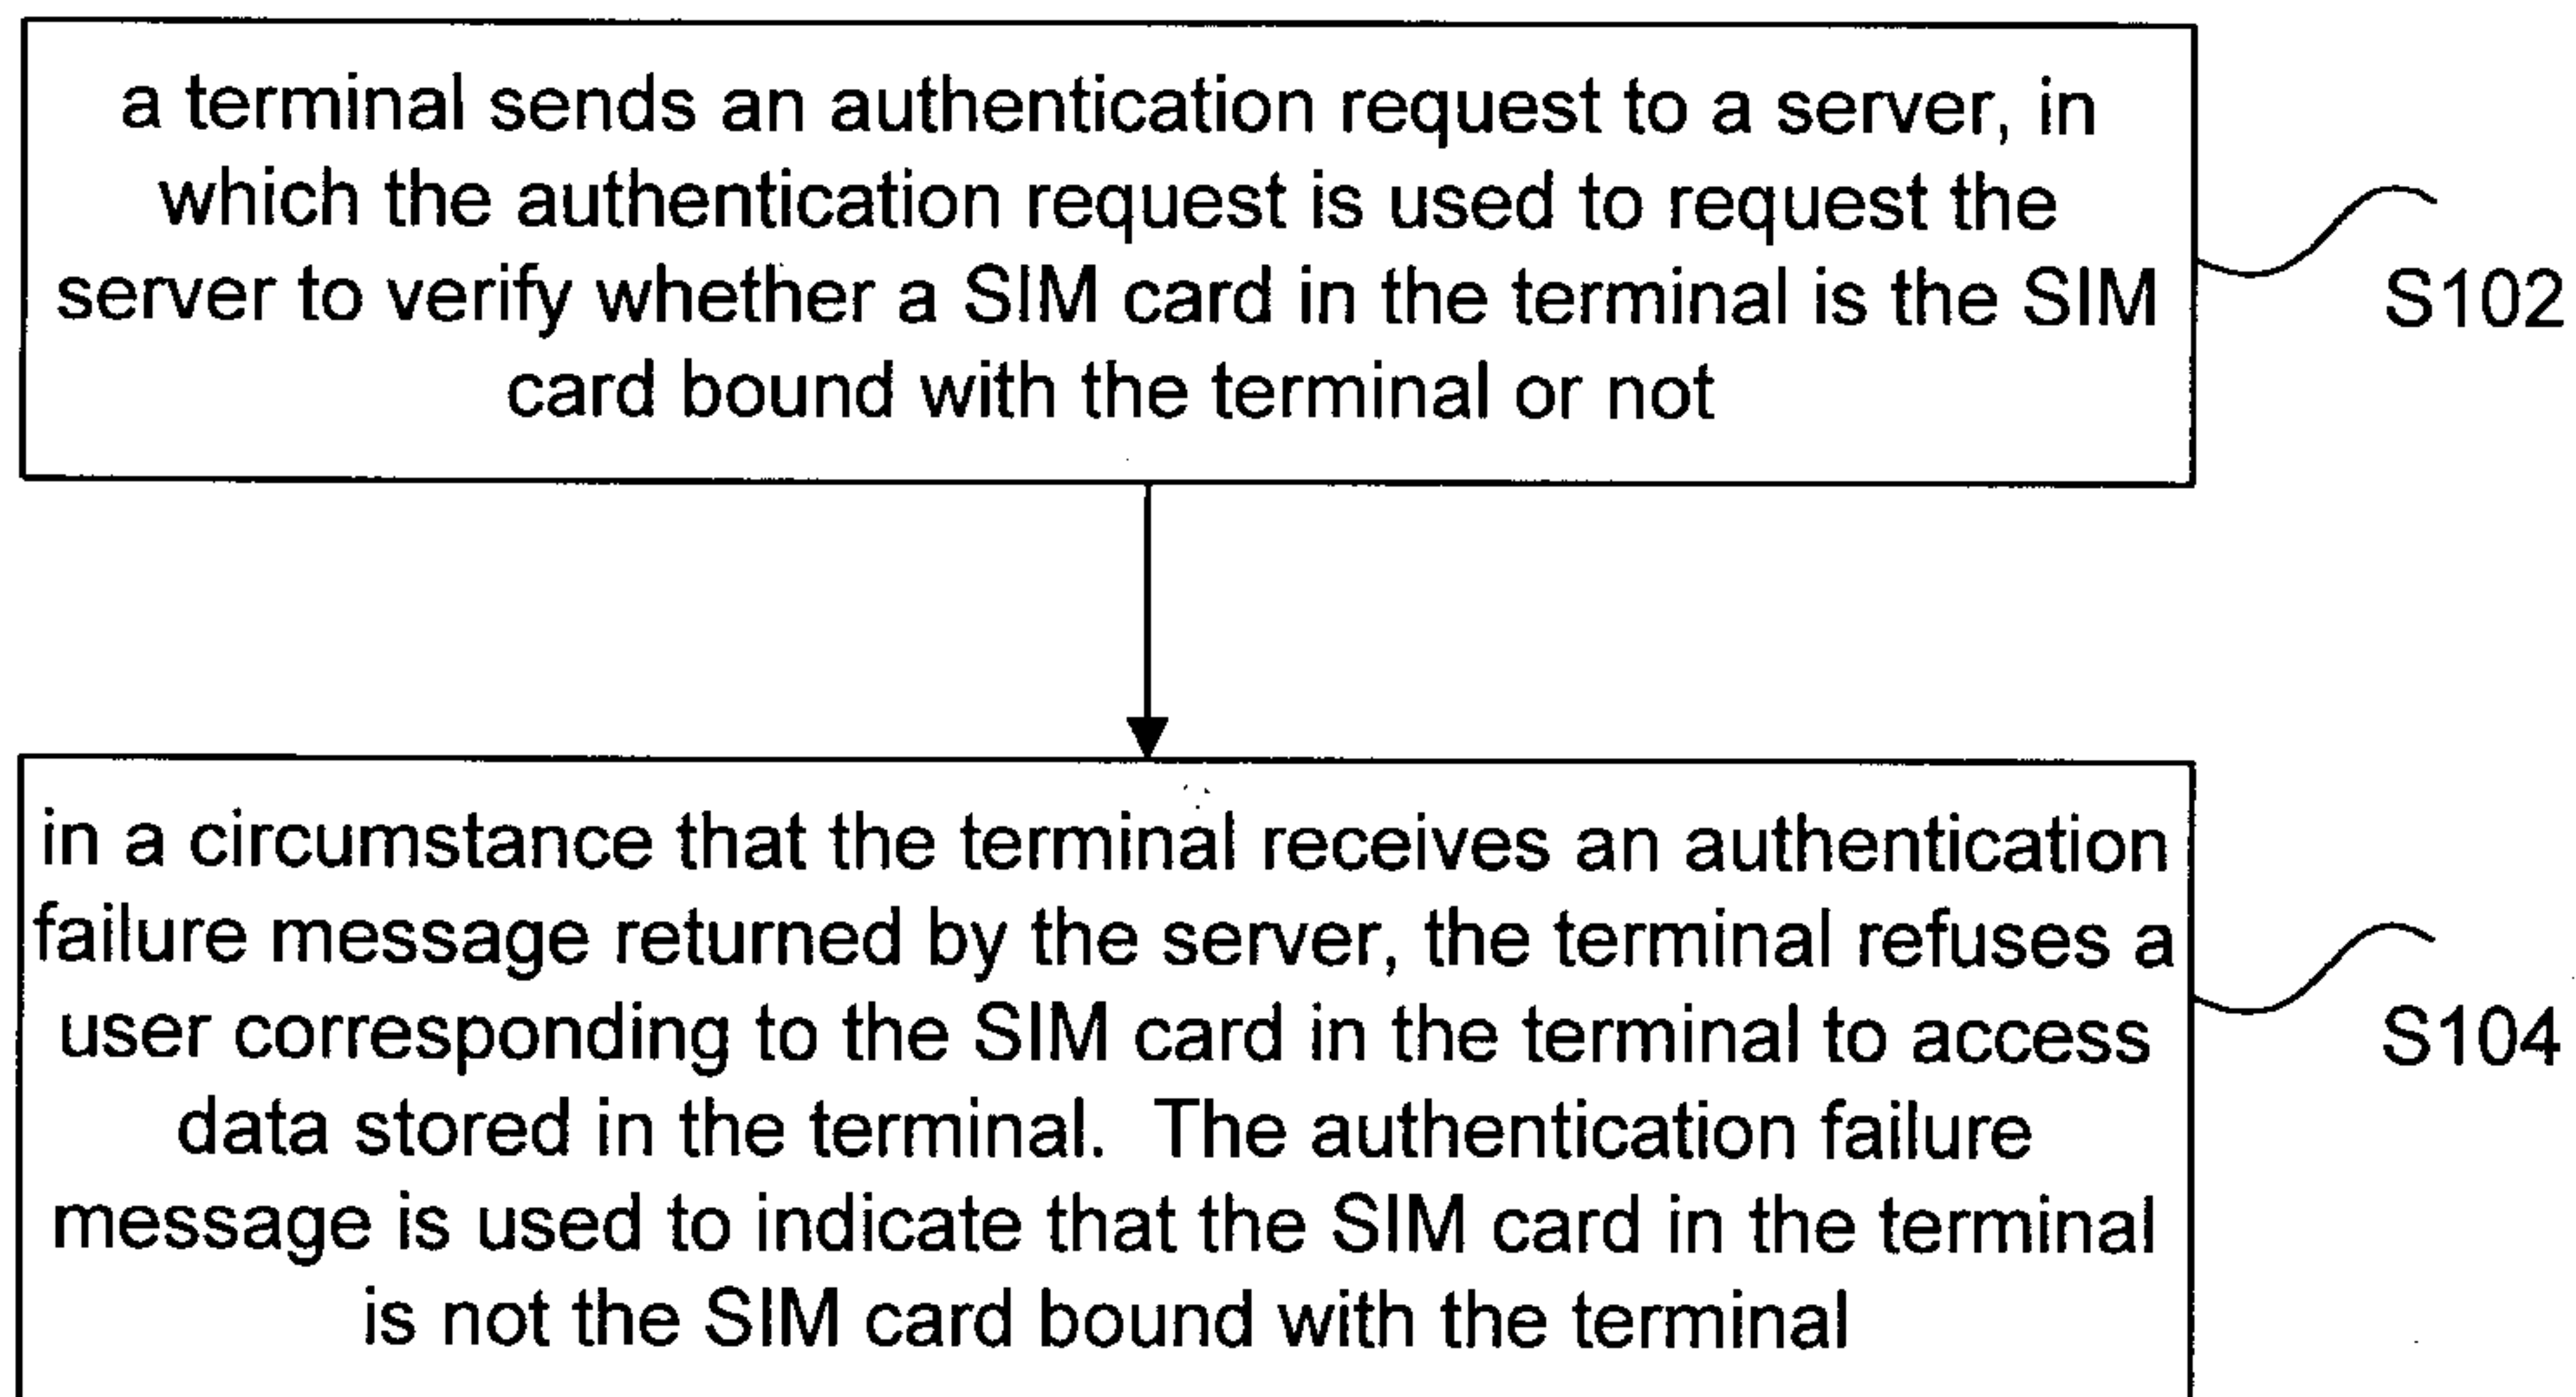 a terminal sends an authentication request to a server, in
which the authentication request is used to request the
server to verify whether a SIM card in the terminal is the SIM
card bound with the terminal or not
S102
in a circumstance that the terminal receives an authentication
failure message returned by the server, the terminal refuses a
user corresponding to the SIM card in the terminal to access
data stored in the terminal. The authentication failure
message is used to indicate that the SIM card in the terminal
is not the SIM card bound with the terminal
S104